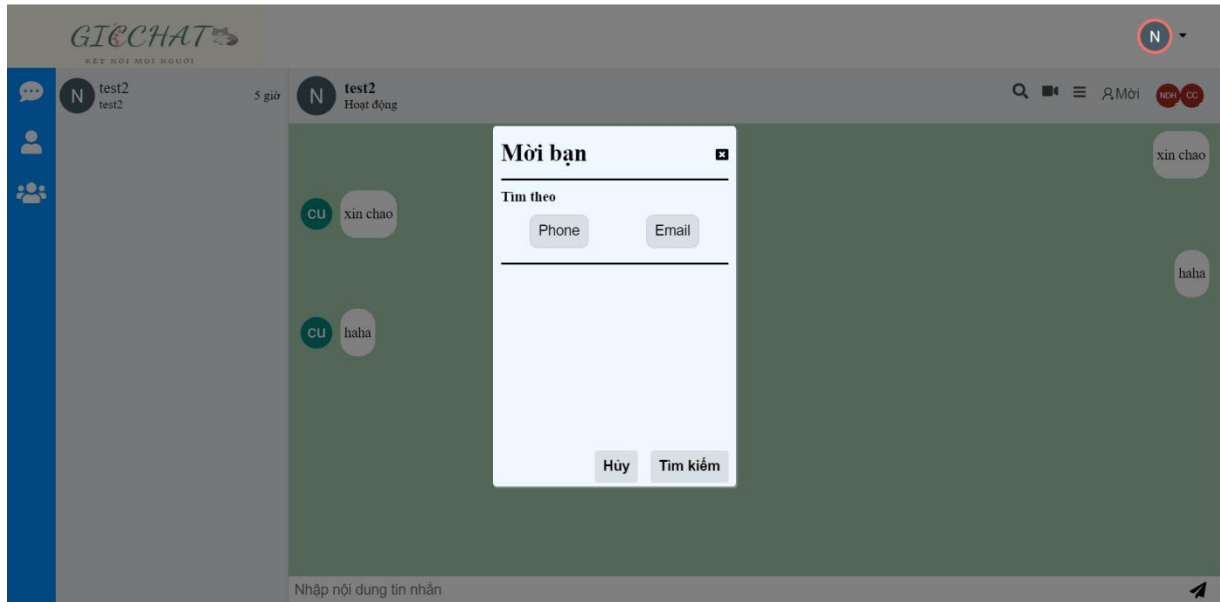 GICCHAT
KẾT NỐI MỌI NGƯỜI
N
N
test2
5 giờ
test2
N
test2
Hoạt động
Mời
NDH
CC
Mời bạn
Tìm theo
Phone
Email
Hủy
Tìm kiếm
xin chao
CU
xin chao
haha
CU
haha
Nhập nội dung tin nhắn